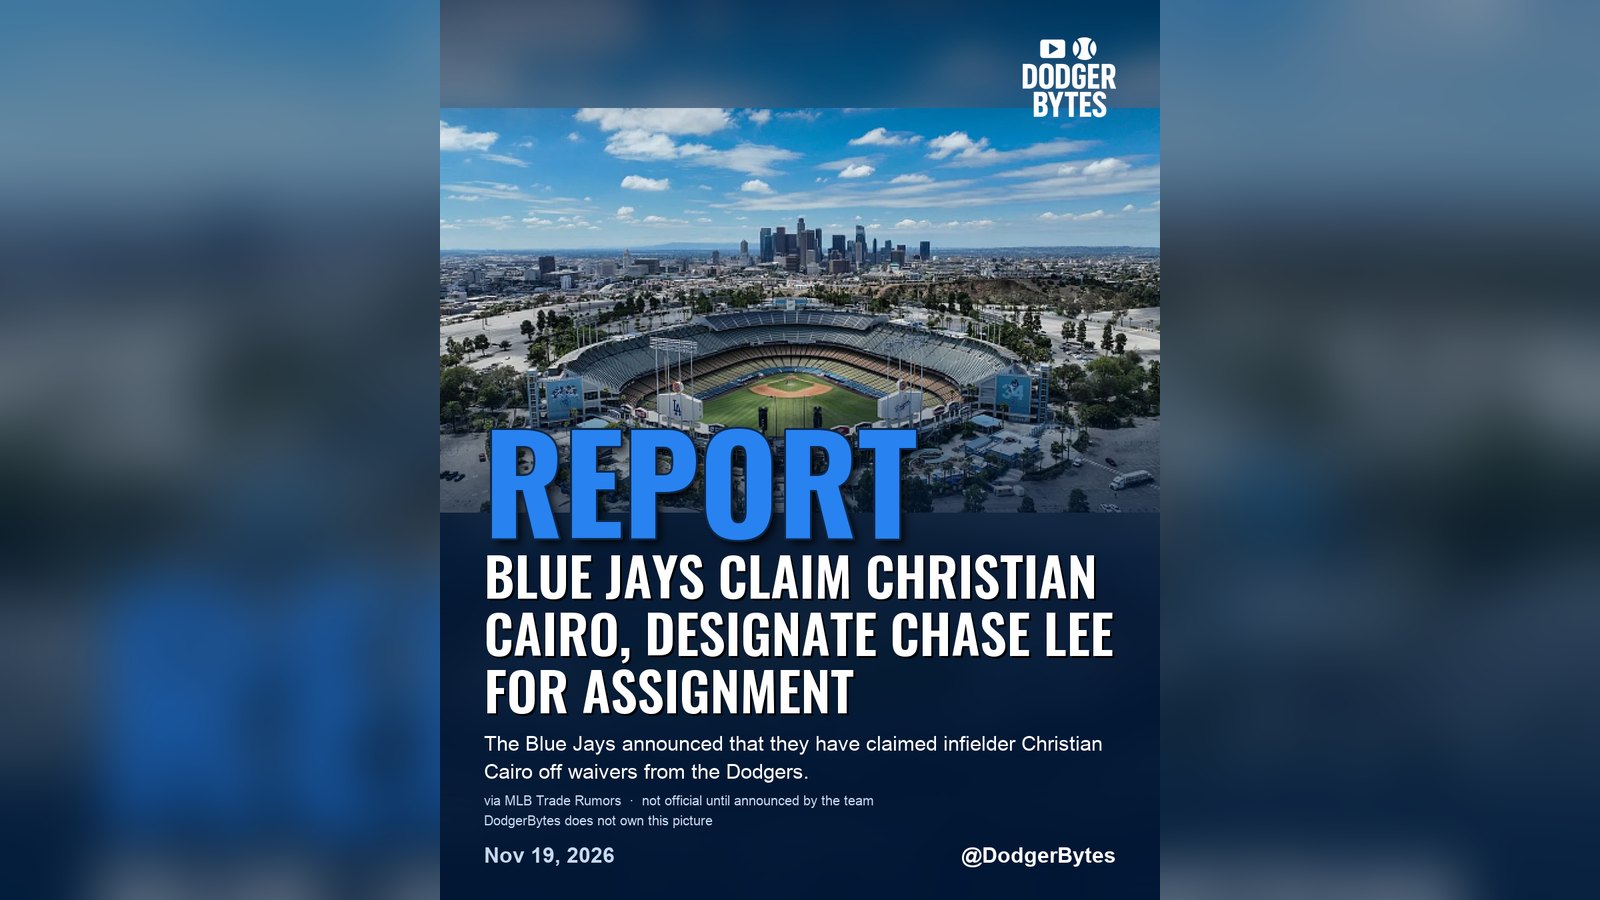 DODGER
BYTES
REPORT
BLUE JAYS CLAIM CHRISTIAN
CAIRO, DESIGNATE CHASE LEE
FOR ASSIGNMENT
The Blue Jays announced that they have claimed infielder Christian
Cairo off waivers from the Dodgers.
via MLB Trade Rumors · not official until announced by the team
DodgerBytes does not own this picture
Nov 19, 2026
@DodgerBytes